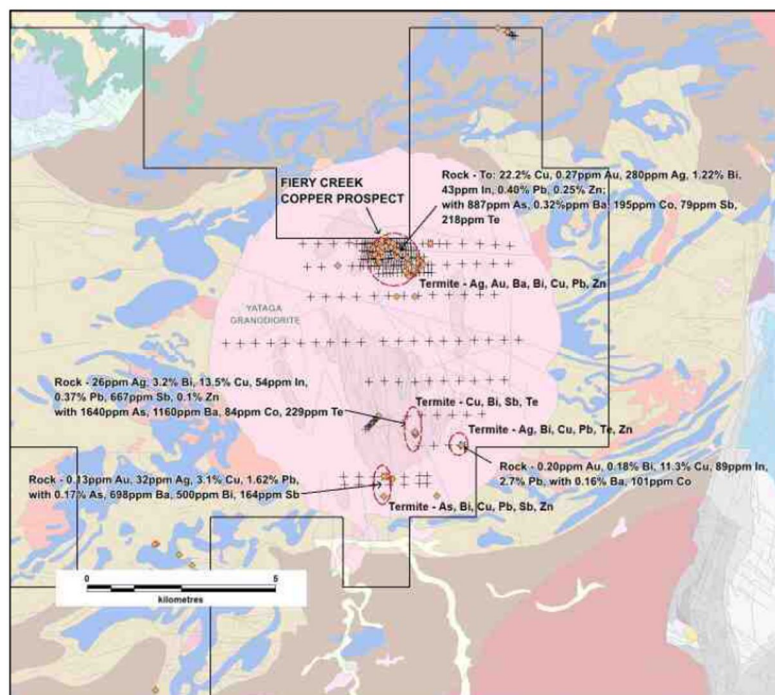 Rock - To: 22.2% Cu, 0.27ppm Au, 280ppm Ag, 1.22% Bi,
43ppm In, 0.40% Pb, 0.25% Zn;
with 887ppm As, 0.32%ppm Ba, 195ppm Co, 79ppm Sb,
218ppm Te
FIERY CREEK
COPPER PROSPECT
Termite - Ag, Au, Ba, Bi, Cu, Pb, Zn
YATAGA
GRANODIORITE
Rock - 26ppm Ag, 3.2% Bi, 13.5% Cu, 54ppm In,
0.37% Pb, 667ppm Sb, 0.1% Zn
with 1640ppm As, 1160ppm Ba, 84ppm Co, 229ppm Te
Termite - Cu, Bi, Sb, Te
Termite - Ag, Bi, Cu, Pb, Te, Zn
Rock - 0.20ppm Au, 0.18% Bi, 11.3% Cu, 89ppm In,
2.7% Pb, with 0.16% Ba, 101ppm Co
Rock - 0.13ppm Au, 32ppm Ag, 3.1% Cu, 1.62% Pb,
with 0.17% As, 698ppm Ba, 500ppm Bi, 164ppm Sb
Termite - As, Bi, Cu, Pb, Sb, Zn
0 5
kilometres